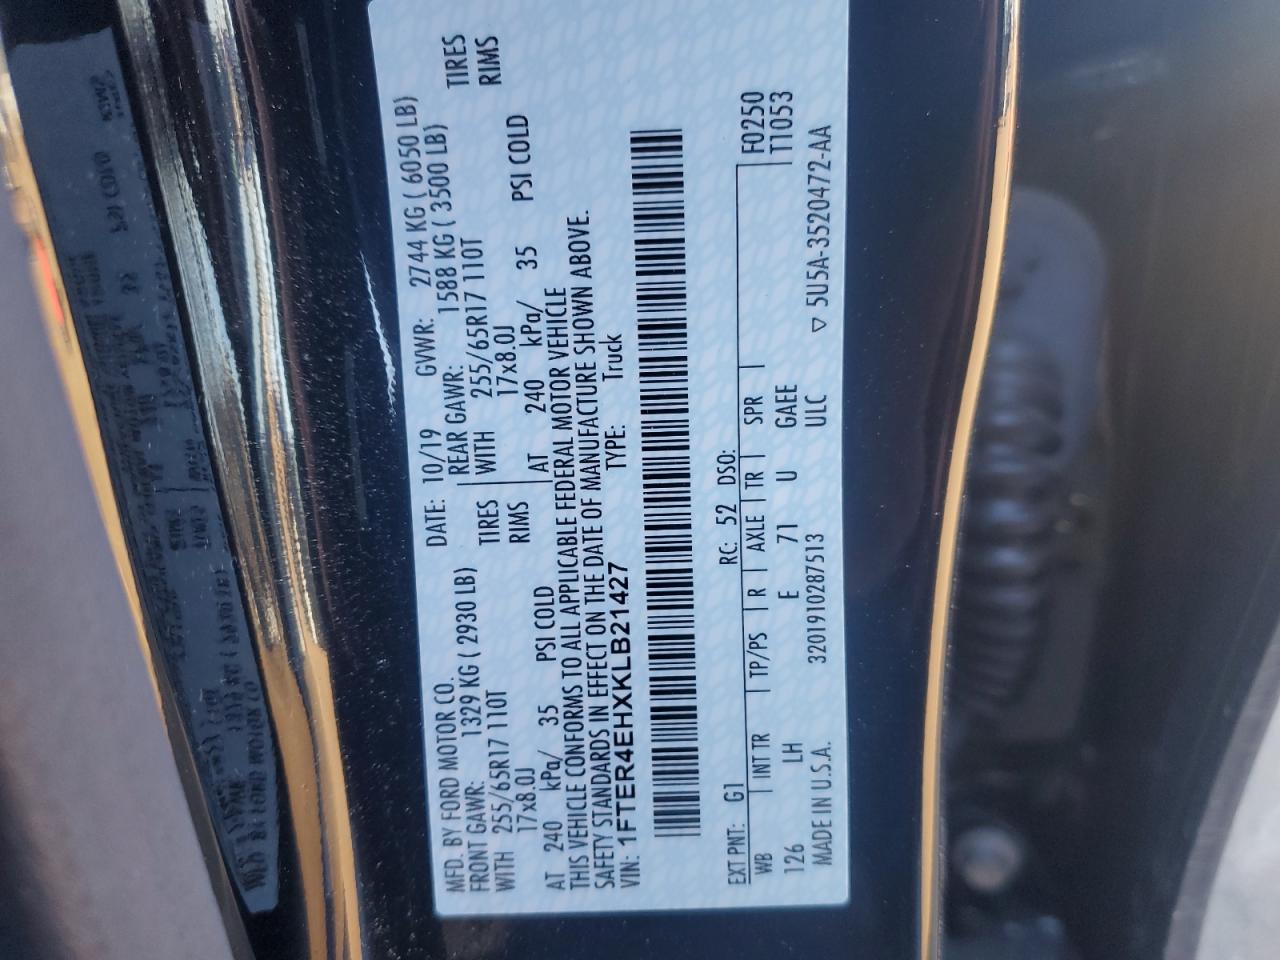 MFD. BY FORD MOTOR CO. DATE: 10/19 GVWR: 2744 KG ( 6050 LB)
FRONT GAWR: 1329 KG ( 2930 LB) REAR GAWR: 1588 KG ( 3500 LB)
WITH 255/65R17 110T TIRES WITH 255/65R17 110T TIRES
17x8.0J RIMS 17x8.0J RIMS
AT 240 kPa/ 35 PSI COLD AT 240 kPa/ 35 PSI COLD
THIS VEHICLE CONFORMS TO ALL APPLICABLE FEDERAL MOTOR VEHICLE
SAFETY STANDARDS IN EFFECT ON THE DATE OF MANUFACTURE SHOWN ABOVE.
VIN: 1FTER4EHXKLB21427 TYPE: Truck
EXT PNT: G1 RC: 52 DSO: F0250
WB INT TR TP/PS R AXLE TR SPR T1053
126 LH E 71 U GAEE
MADE IN U.S.A. 3201910287513 ULC ▽ 5U5A-3520472-AA